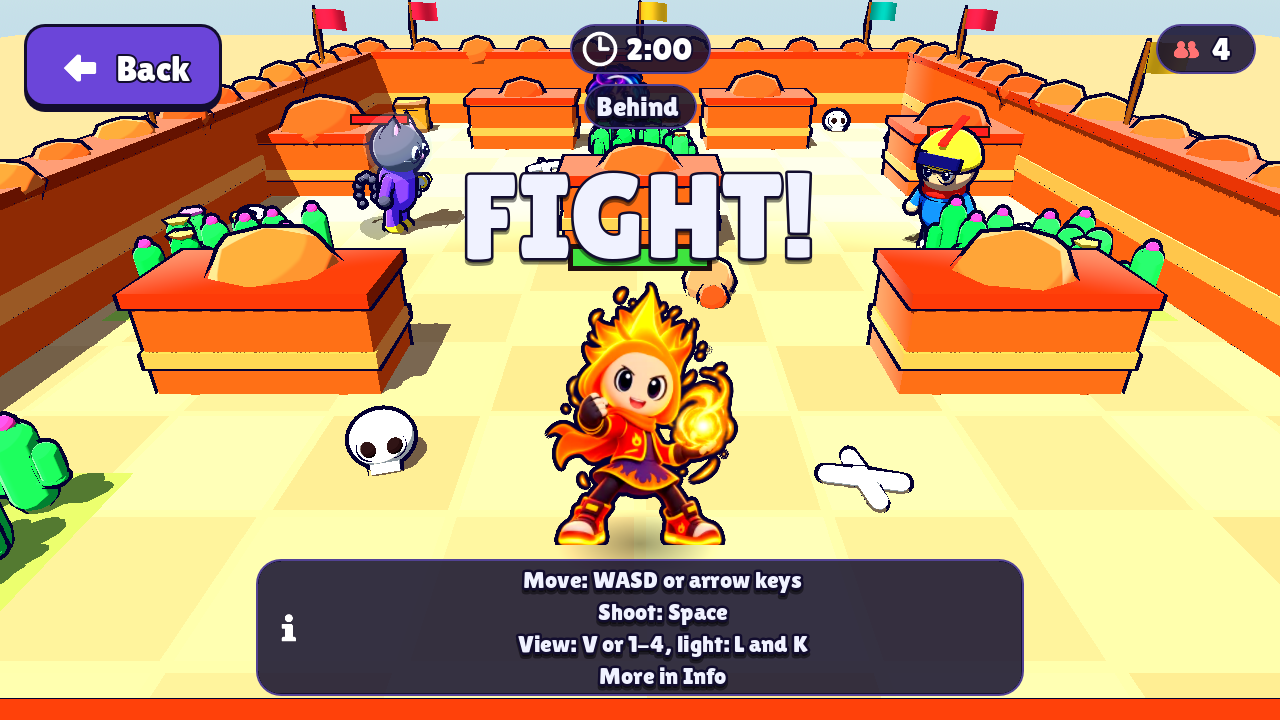 Back
2:00
4
Behind
FIGHT!
Move: WASD or arrow keys
Shoot: Space
View: V or 1–4, light: L and K
More in Info